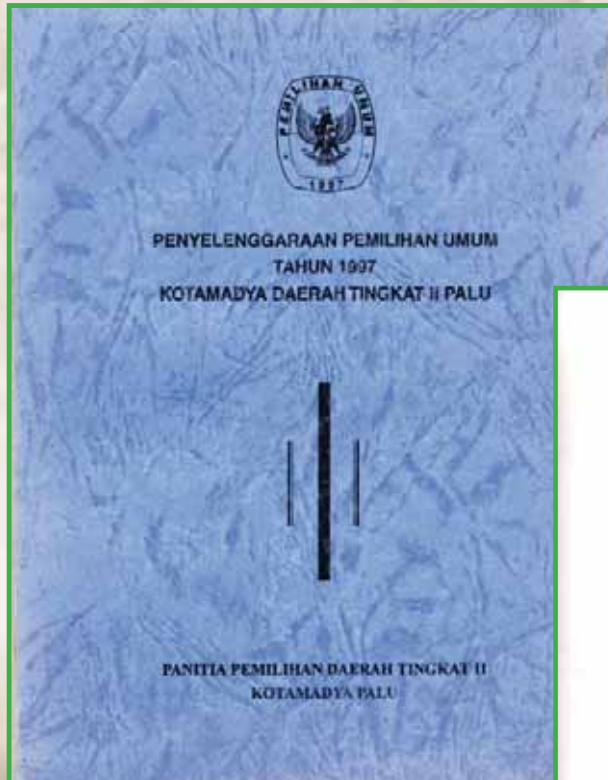 PEMILIHAN UMUM
1997
PENYELENGGARAAN PEMILIHAN UMUM
TAHUN 1997
KOTAMADYA DAERAH TINGKAT II PALU
PANITIA PEMILIHAN DAERAH TINGKAT II
KOTAMADYA PALU